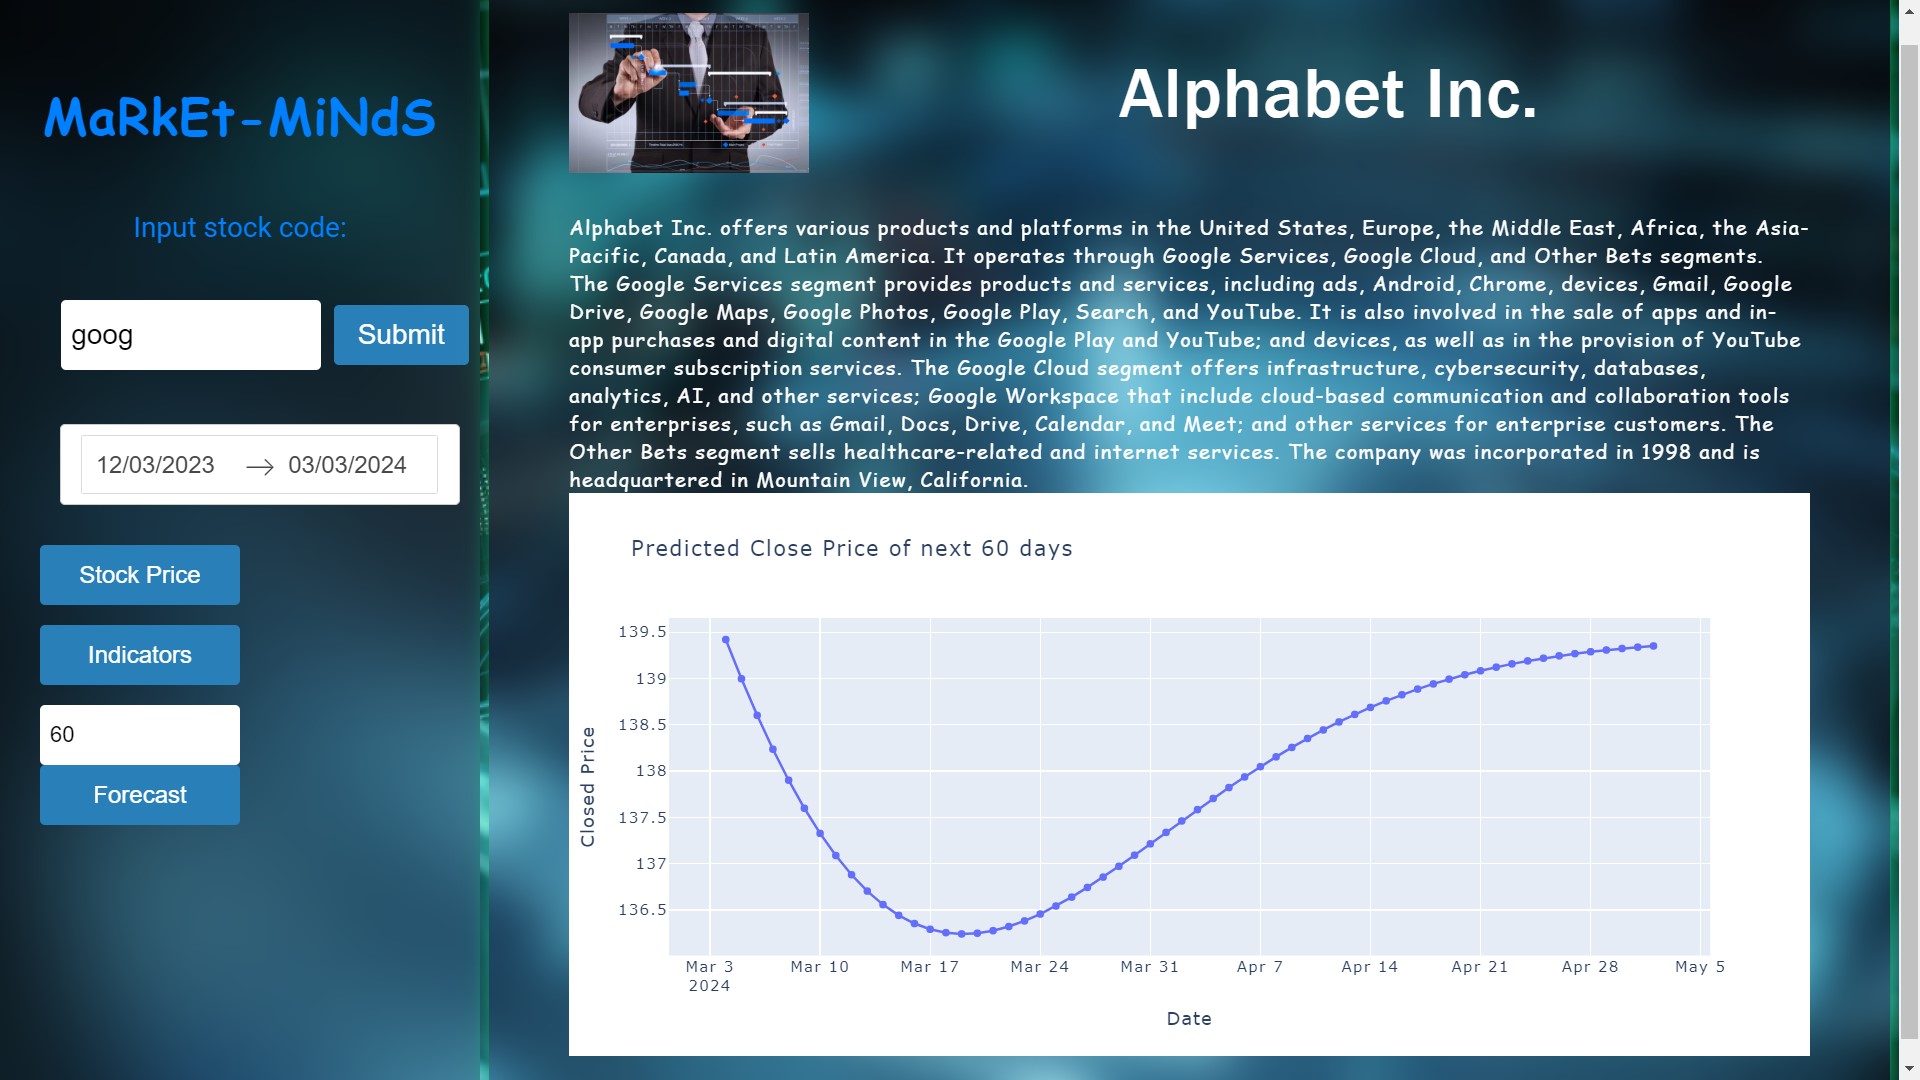 MaRkEt-MiNdS
Input stock code:
goog
Submit
12/03/2023 → 03/03/2024
Stock Price
Indicators
60
Forecast
Alphabet Inc.
Alphabet Inc. offers various products and platforms in the United States, Europe, the Middle East, Africa, the Asia-
Pacific, Canada, and Latin America. It operates through Google Services, Google Cloud, and Other Bets segments.
The Google Services segment provides products and services, including ads, Android, Chrome, devices, Gmail, Google
Drive, Google Maps, Google Photos, Google Play, Search, and YouTube. It is also involved in the sale of apps and in-
app purchases and digital content in the Google Play and YouTube; and devices, as well as in the provision of YouTube
consumer subscription services. The Google Cloud segment offers infrastructure, cybersecurity, databases,
analytics, AI, and other services; Google Workspace that include cloud-based communication and collaboration tools
for enterprises, such as Gmail, Docs, Drive, Calendar, and Meet; and other services for enterprise customers. The
Other Bets segment sells healthcare-related and internet services. The company was incorporated in 1998 and is
headquartered in Mountain View, California.
Predicted Close Price of next 60 days
Closed Price
139.5
139
138.5
138
137.5
137
136.5
Mar 3 Mar 10 Mar 17 Mar 24 Mar 31 Apr 7 Apr 14 Apr 21 Apr 28 May 5
2024
Date